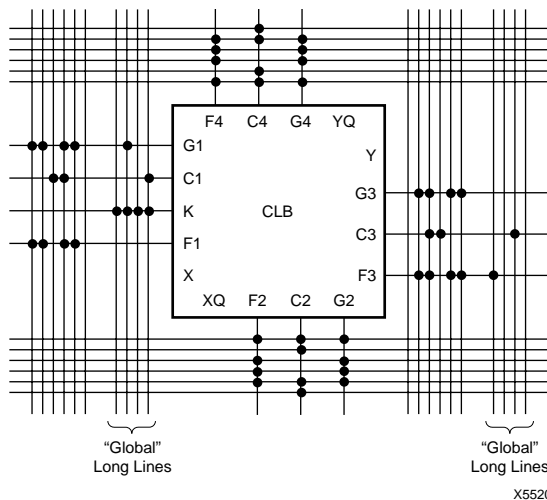 F4 C4 G4 YQ
G1
Y
C1
G3
K
CLB
C3
F1
F3
X
XQ F2 C2 G2
“Global”
Long Lines
“Global”
Long Lines
X5520